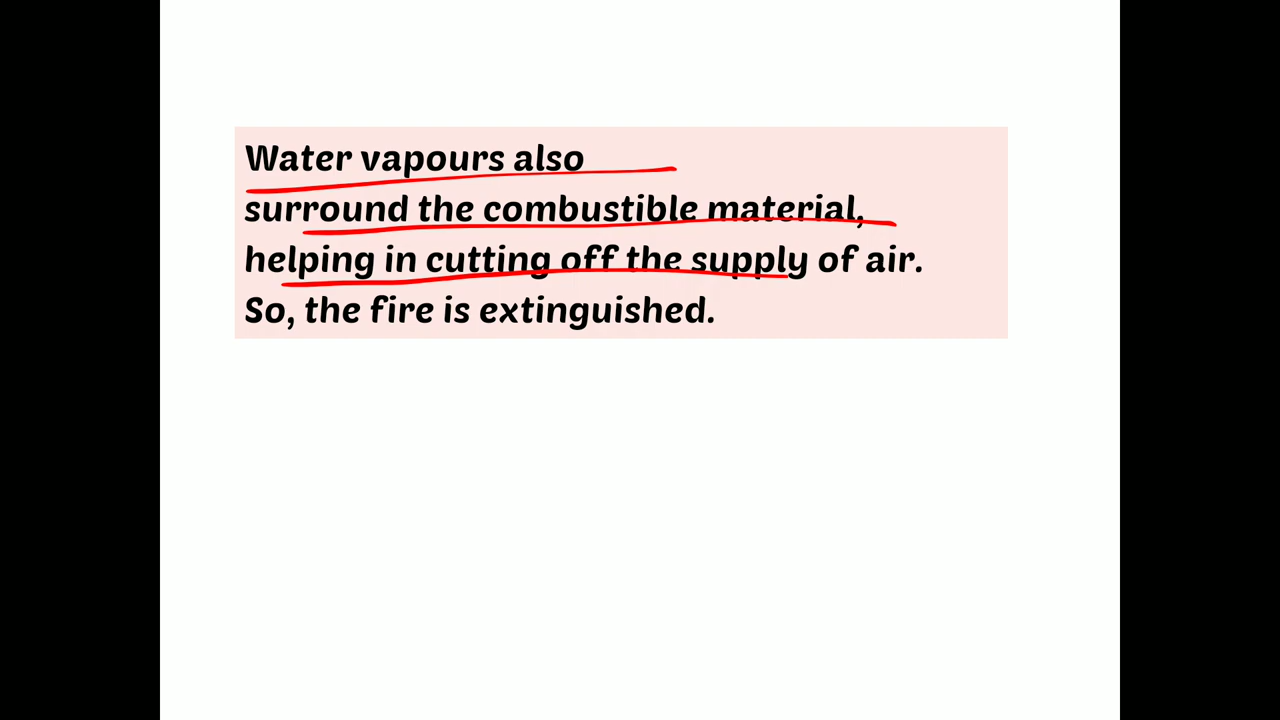 Water vapours also
surround the combustible material,
helping in cutting off the supply of air.
So, the fire is extinguished.